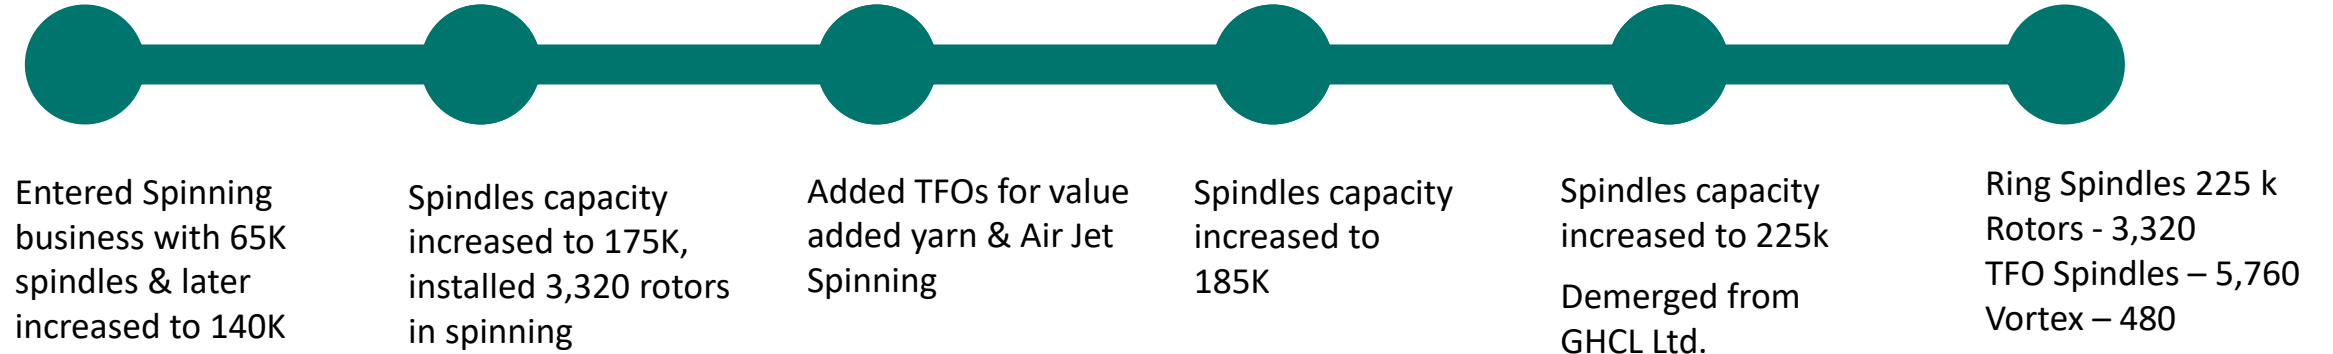 Entered Spinning
business with 65K
spindles & later
increased to 140K
Spindles capacity
increased to 175K,
installed 3,320 rotors
in spinning
Added TFOs for value
added yarn & Air Jet
Spinning
Spindles capacity
increased to
185K
Spindles capacity
increased to 225k
Demerged from
GHCL Ltd.
Ring Spindles 225 k
Rotors - 3,320
TFO Spindles – 5,760
Vortex – 480